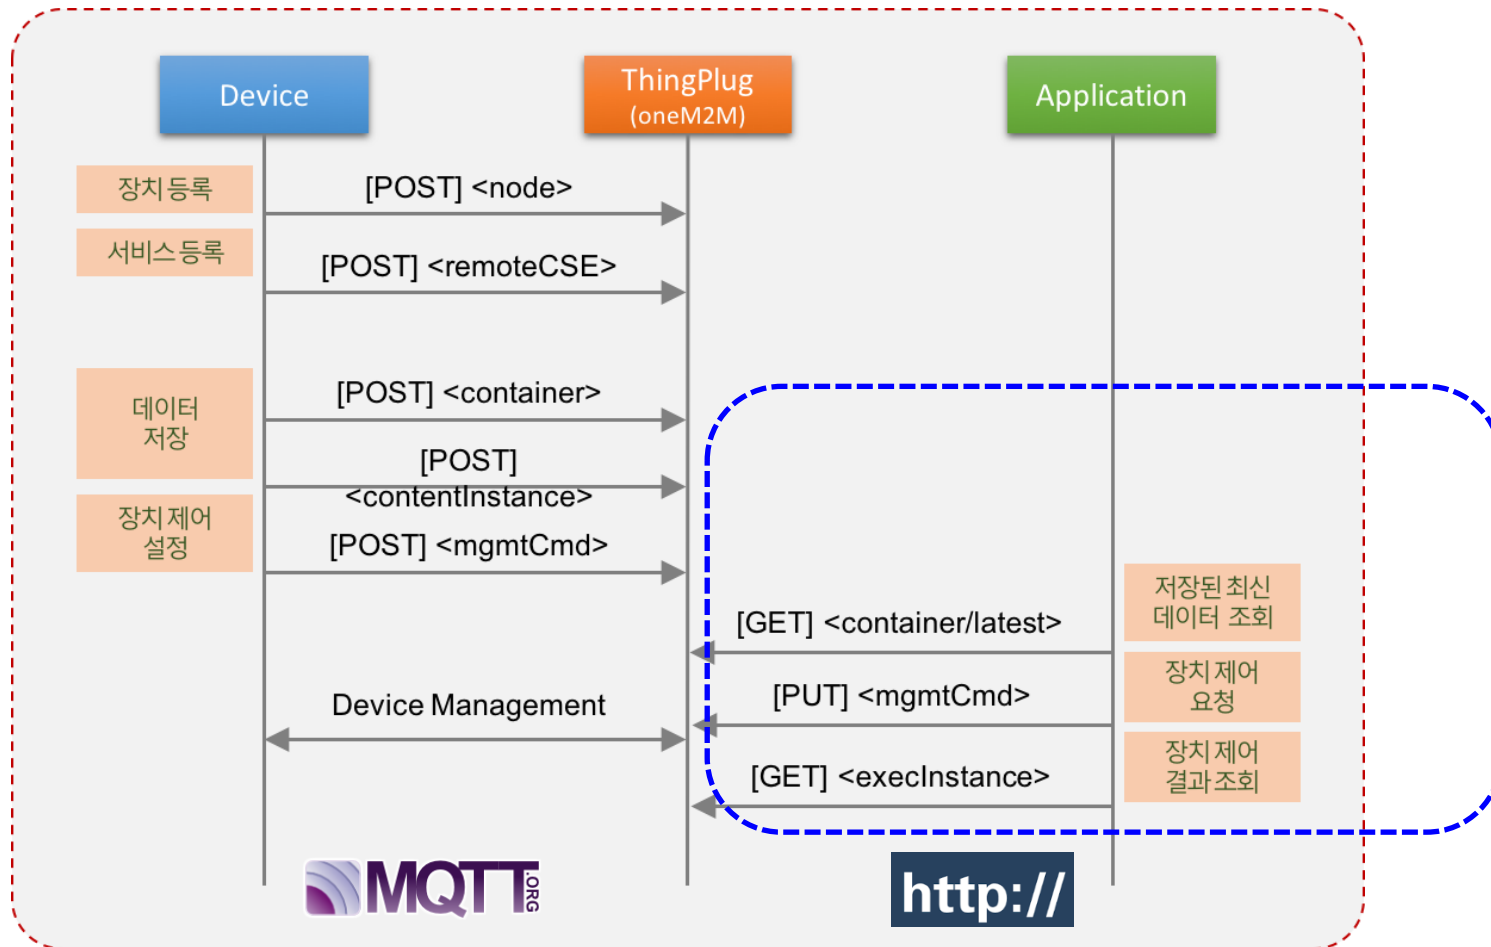 Device
ThingPlug
(oneM2M)
Application
장치 등록
[POST] <node>
서비스 등록
[POST] <remoteCSE>
데이터
저장
[POST] <container>
[POST]
<contentInstance>
장치 제어
설정
[POST] <mgmtCmd>
저장된 최신
데이터 조회
[GET] <container/latest>
장치 제어
요청
[PUT] <mgmtCmd>
Device Management
장치 제어
결과 조회
[GET] <execInstance>
MQTT.ORG
http://